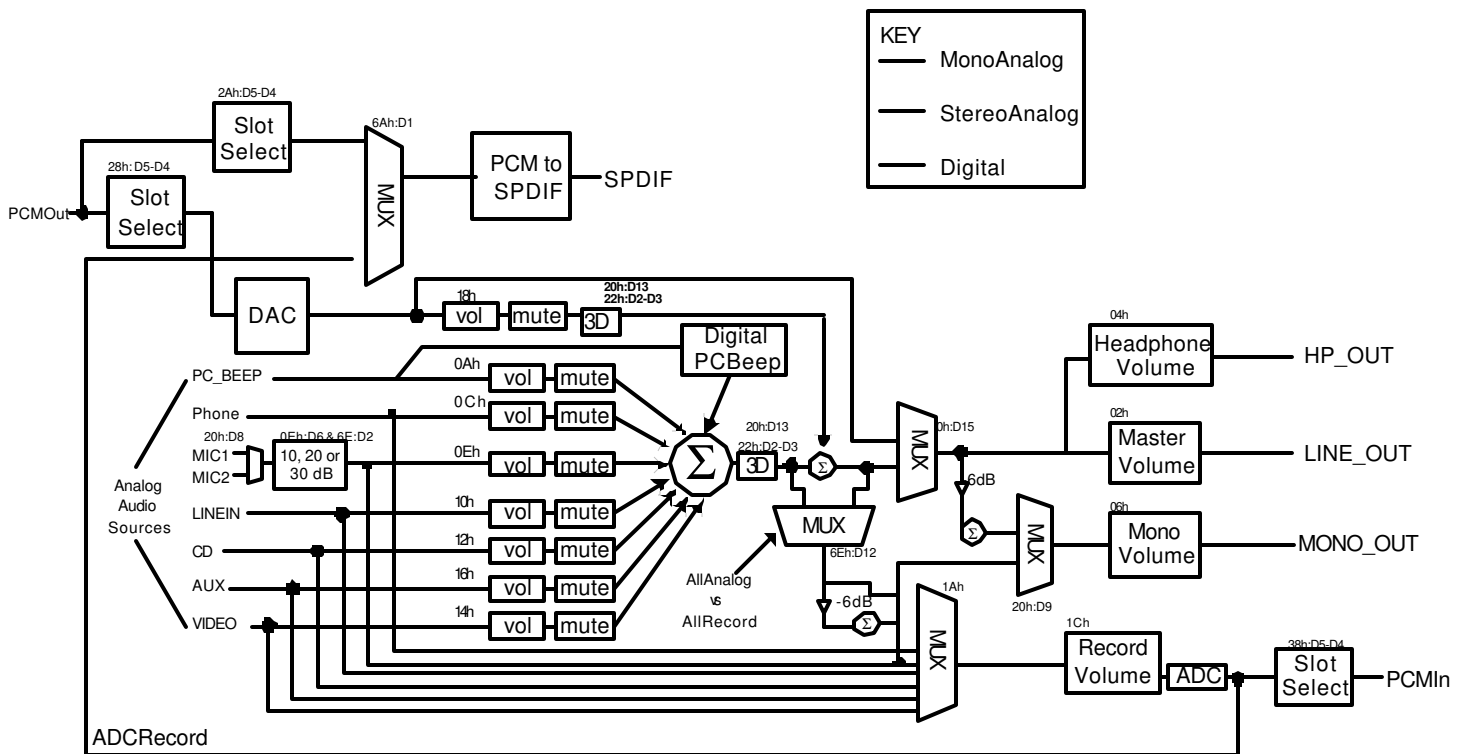 KEY
MonoAnalog
StereoAnalog
Digital
2Ah:D5-D4
Slot
Select
6Ah:D1
MUX
PCM to
SPDIF
SPDIF
28h:D5-D4
Slot
Select
PCMOut
DAC
18h
vol
mute
20h:D13
22h:D2-D3
3D
Digital
PCBeep
PC_BEEP
0Ah
vol
mute
Phone
0Ch
vol
mute
20h:D8
MIC1
MIC2
0Eh:D6 & 6E:D2
10, 20 or
30 dB
0Eh
vol
mute
LINEIN
10h
vol
mute
CD
12h
vol
mute
AUX
16h
vol
mute
VIDEO
14h
vol
mute
Analog
Audio
Sources
Σ
20h:D13
22h:D2-D3
3D
Σ
MUX
6Eh:D12
AllAnalog
vs
AllRecord
-6dB
Σ
MUX
0h:D15
6dB
Σ
MUX
20h:D9
04h
Headphone
Volume
HP_OUT
02h
Master
Volume
LINE_OUT
06h
Mono
Volume
MONO_OUT
1Ah
MUX
1Ch
Record
Volume
ADC
38h:D5-D4
Slot
Select
PCMIn
ADCRecord